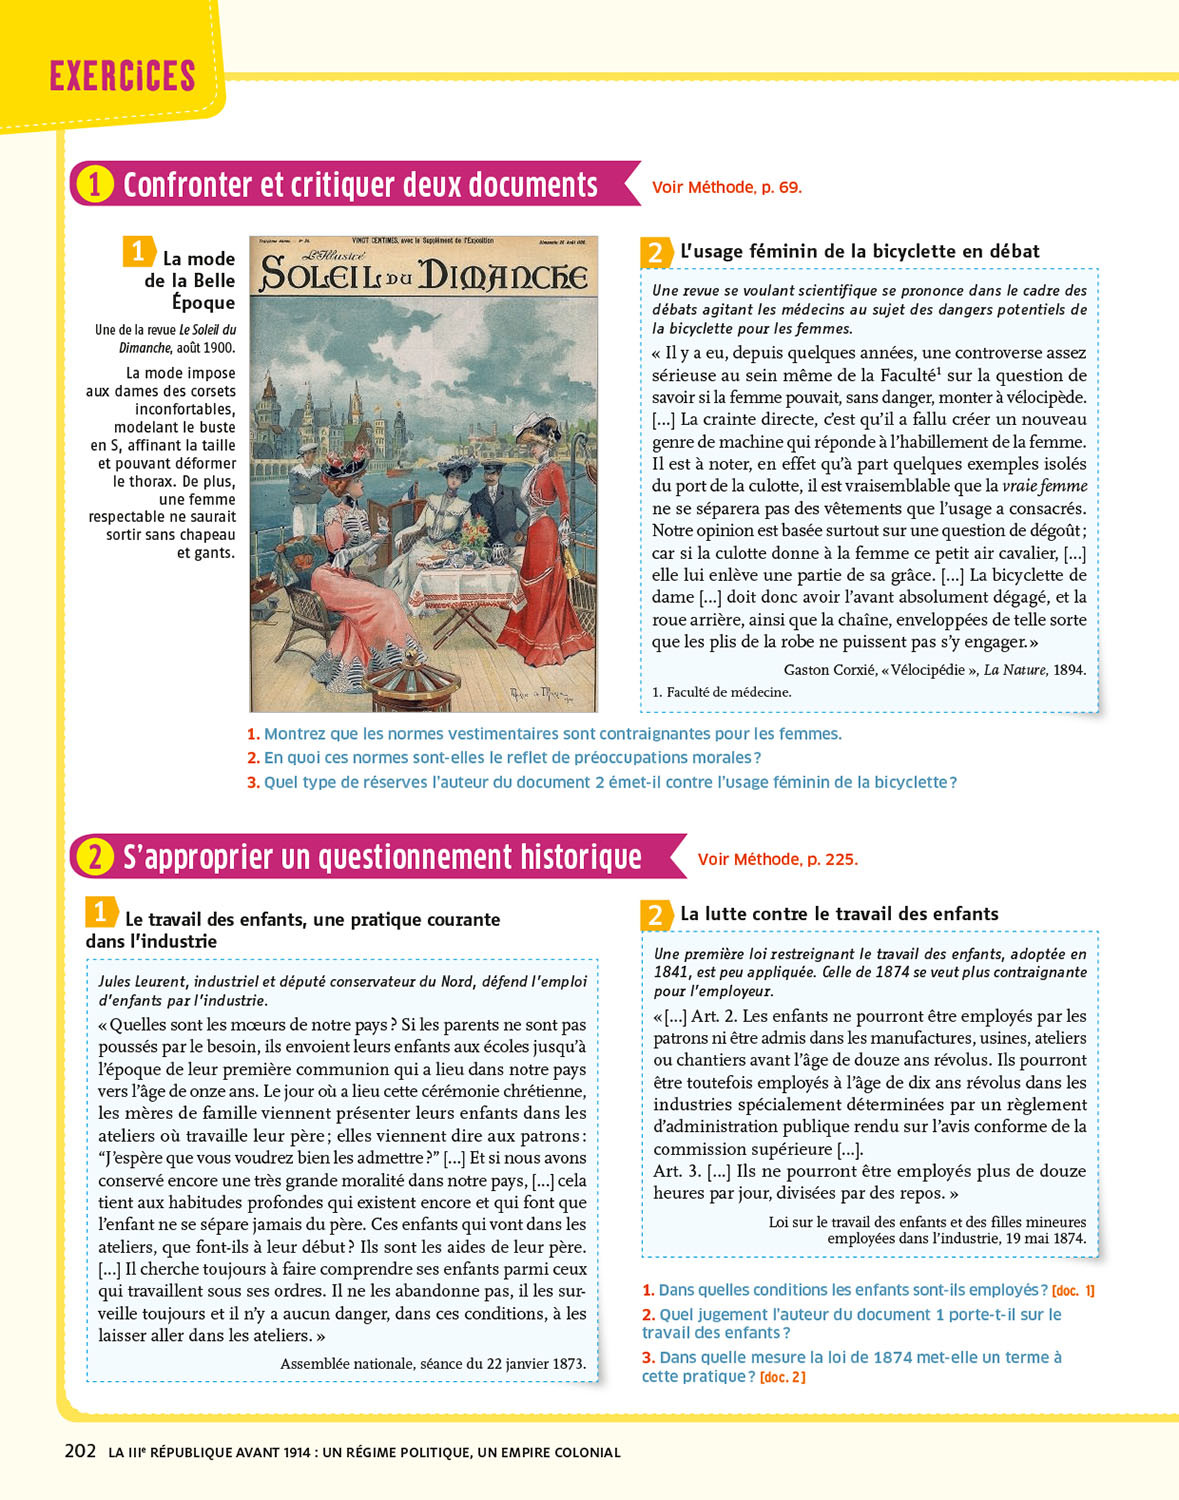 EXERCiCES
1 Confronter et critiquer deux documents
Voir Méthode, p. 69.
1 La mode
de la Belle
Époque
Une de la revue Le Soleil du
Dimanche, août 1900.
La mode impose
aux dames des corsets
inconfortables,
modelant le buste
en S, affinant la taille
et pouvant déformer
le thorax. De plus,
une femme
respectable ne saurait
sortir sans chapeau
et gants.
VINGT CENTIMES, avec le Supplément de l'Exposition
L'Illustré
SOLEIL DU DIMANCHE
2 L'usage féminin de la bicyclette en débat
Une revue se voulant scientifique se prononce dans le cadre des
débats agitant les médecins au sujet des dangers potentiels de
la bicyclette pour les femmes.
« Il y a eu, depuis quelques années, une controverse assez
sérieuse au sein même de la Faculté¹ sur la question de
savoir si la femme pouvait, sans danger, monter à vélocipède.
[...] La crainte directe, c'est qu'il a fallu créer un nouveau
genre de machine qui réponde à l'habillement de la femme.
Il est à noter, en effet qu'à part quelques exemples isolés
du port de la culotte, il est vraisemblable que la vraie femme
ne se séparera pas des vêtements que l'usage a consacrés.
Notre opinion est basée surtout sur une question de dégoût ;
car si la culotte donne à la femme ce petit air cavalier, [...]
elle lui enlève une partie de sa grâce. [...] La bicyclette de
dame [...] doit donc avoir l'avant absolument dégagé, et la
roue arrière, ainsi que la chaîne, enveloppées de telle sorte
que les plis de la robe ne puissent pas s'y engager. »
Gaston Corxié, « Vélocipédie », La Nature, 1894.
1. Faculté de médecine.
1. Montrez que les normes vestimentaires sont contraignantes pour les femmes.
2. En quoi ces normes sont-elles le reflet de préoccupations morales ?
3. Quel type de réserves l'auteur du document 2 émet-il contre l'usage féminin de la bicyclette ?
2 S'approprier un questionnement historique
Voir Méthode, p. 225.
1 Le travail des enfants, une pratique courante
dans l'industrie
Jules Leurent, industriel et député conservateur du Nord, défend l'emploi
d'enfants par l'industrie.
« Quelles sont les mœurs de notre pays ? Si les parents ne sont pas
poussés par le besoin, ils envoient leurs enfants aux écoles jusqu'à
l'époque de leur première communion qui a lieu dans notre pays
vers l'âge de onze ans. Le jour où a lieu cette cérémonie chrétienne,
les mères de famille viennent présenter leurs enfants dans les
ateliers où travaille leur père ; elles viennent dire aux patrons :
“J'espère que vous voudrez bien les admettre ?” [...] Et si nous avons
conservé encore une très grande moralité dans notre pays, [...] cela
tient aux habitudes profondes qui existent encore et qui font que
l'enfant ne se sépare jamais du père. Ces enfants qui vont dans les
ateliers, que font-ils à leur début ? Ils sont les aides de leur père.
[...] Il cherche toujours à faire comprendre ses enfants parmi ceux
qui travaillent sous ses ordres. Il ne les abandonne pas, il les sur-
veille toujours et il n'y a aucun danger, dans ces conditions, à les
laisser aller dans les ateliers. »
Assemblée nationale, séance du 22 janvier 1873.
2 La lutte contre le travail des enfants
Une première loi restreignant le travail des enfants, adoptée en
1841, est peu appliquée. Celle de 1874 se veut plus contraignante
pour l'employeur.
« [...] Art. 2. Les enfants ne pourront être employés par les
patrons ni être admis dans les manufactures, usines, ateliers
ou chantiers avant l'âge de douze ans révolus. Ils pourront
être toutefois employés à l'âge de dix ans révolus dans les
industries spécialement déterminées par un règlement
d'administration publique rendu sur l'avis conforme de la
commission supérieure [...].
Art. 3. [...] Ils ne pourront être employés plus de douze
heures par jour, divisées par des repos. »
Loi sur le travail des enfants et des filles mineures
employées dans l'industrie, 19 mai 1874.
1. Dans quelles conditions les enfants sont-ils employés ? [doc. 1]
2. Quel jugement l'auteur du document 1 porte-t-il sur le
travail des enfants ?
3. Dans quelle mesure la loi de 1874 met-elle un terme à
cette pratique ? [doc. 2]
202 LA IIIe RÉPUBLIQUE AVANT 1914 : UN RÉGIME POLITIQUE, UN EMPIRE COLONIAL